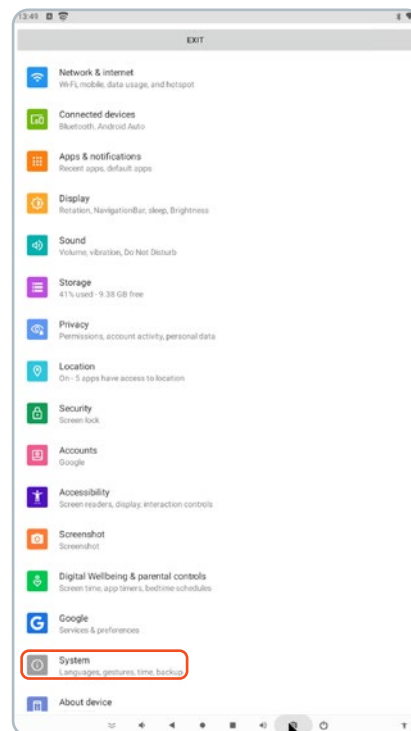 13:49
EXIT
Network & internet
Wi-Fi, mobile, data usage, and hotspot
Connected devices
Bluetooth, Android Auto
Apps & notifications
Recent apps, default apps
Display
Rotation, NavigationBar, sleep, Brightness
Sound
Volume, vibration, Do Not Disturb
Storage
41% used - 9.38 GB free
Privacy
Permissions, account activity, personal data
Location
On - 5 apps have access to location
Security
Screen lock
Accounts
Google
Accessibility
Screen readers, display, interaction controls
Screenshot
Screenshot
Digital Wellbeing & parental controls
Screen time, app timers, bedtime schedules
Google
Services & preferences
System
Languages, gestures, time, backup
About device